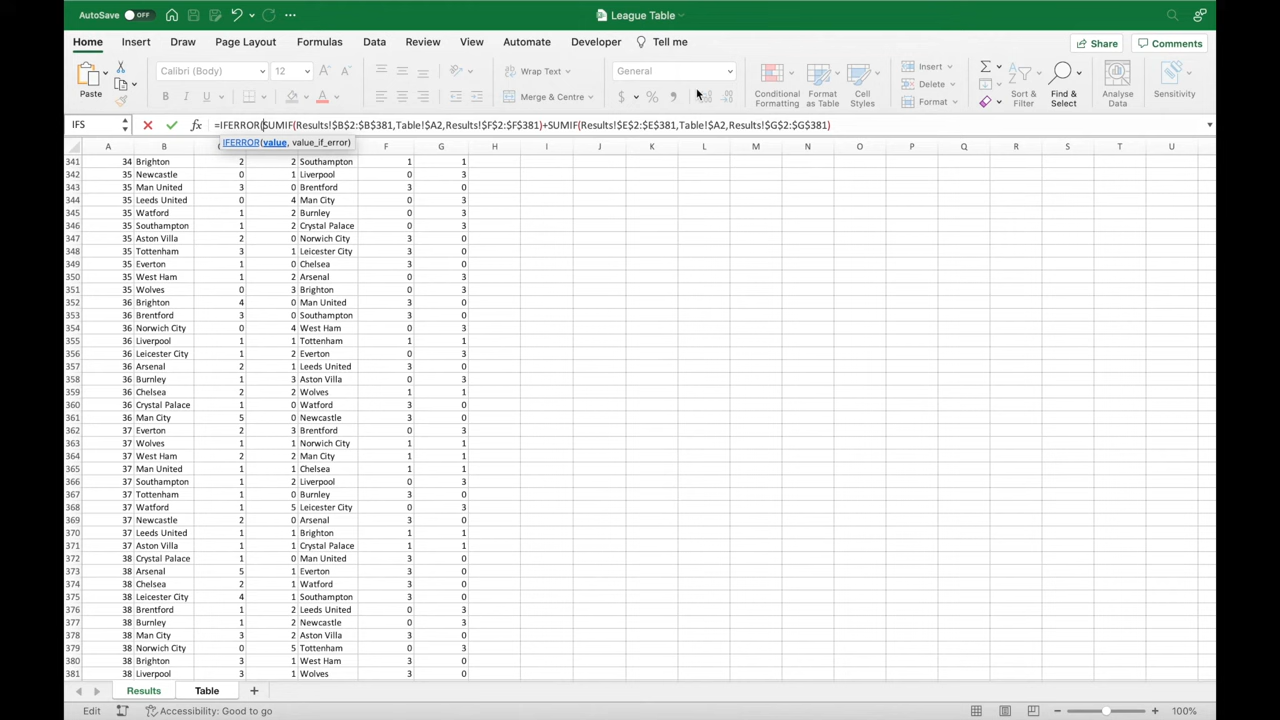 AutoSave OFF League Table
Home Insert Draw Page Layout Formulas Data Review View Automate Developer Tell me Share Comments
Paste Calibri (Body) 12 A A Wrap Text General Conditional Formatting Format as Table Cell Styles Insert Sort & Filter Find & Select Analyse Data Sensitivity
B I U A Merge & Centre $ % Delete
Format
IFS fx =IFERROR(SUMIF(Results!$B$2:$B$381,Table!$A2,Results!$F$2:$F$381)+SUMIF(Results!$E$2:$E$381,Table!$A2,Results!$G$2:$G$381)
IFERROR(value, value_if_error)
A B F G H I J K L M N O P Q R S T U
341 34 Brighton 2 2 Southampton 1 1
342 35 Newcastle 0 1 Liverpool 0 3
343 35 Man United 3 0 Brentford 3 0
344 35 Leeds United 0 4 Man City 0 3
345 35 Watford 1 2 Burnley 0 3
346 35 Southampton 1 2 Crystal Palace 0 3
347 35 Aston Villa 2 0 Norwich City 3 0
348 35 Tottenham 3 1 Leicester City 3 0
349 35 Everton 1 0 Chelsea 3 0
350 35 West Ham 1 2 Arsenal 0 3
351 35 Wolves 0 3 Brighton 0 3
352 36 Brighton 4 0 Man United 3 0
353 36 Brentford 3 0 Southampton 3 0
354 36 Norwich City 0 4 West Ham 0 3
355 36 Liverpool 1 1 Tottenham 1 1
356 36 Leicester City 1 2 Everton 0 3
357 36 Arsenal 2 1 Leeds United 3 0
358 36 Burnley 1 3 Aston Villa 0 3
359 36 Chelsea 2 2 Wolves 1 1
360 36 Crystal Palace 1 0 Watford 3 0
361 36 Man City 5 0 Newcastle 3 0
362 37 Everton 2 3 Brentford 0 3
363 37 Wolves 1 1 Norwich City 1 1
364 37 West Ham 2 2 Man City 1 1
365 37 Man United 1 1 Chelsea 1 1
366 37 Southampton 1 2 Liverpool 0 3
367 37 Tottenham 1 0 Burnley 3 0
368 37 Watford 1 5 Leicester City 0 3
369 37 Newcastle 2 0 Arsenal 3 0
370 37 Leeds United 1 1 Brighton 1 1
371 37 Aston Villa 1 1 Crystal Palace 1 1
372 38 Crystal Palace 1 0 Man United 3 0
373 38 Arsenal 5 1 Everton 3 0
374 38 Chelsea 2 1 Watford 3 0
375 38 Leicester City 4 1 Southampton 3 0
376 38 Brentford 1 2 Leeds United 0 3
377 38 Burnley 1 2 Newcastle 0 3
378 38 Man City 3 2 Aston Villa 3 0
379 38 Norwich City 0 5 Tottenham 0 3
380 38 Brighton 3 1 West Ham 3 0
381 38 Liverpool 3 1 Wolves 3 0
Results Table
Edit Accessibility: Good to go 100%